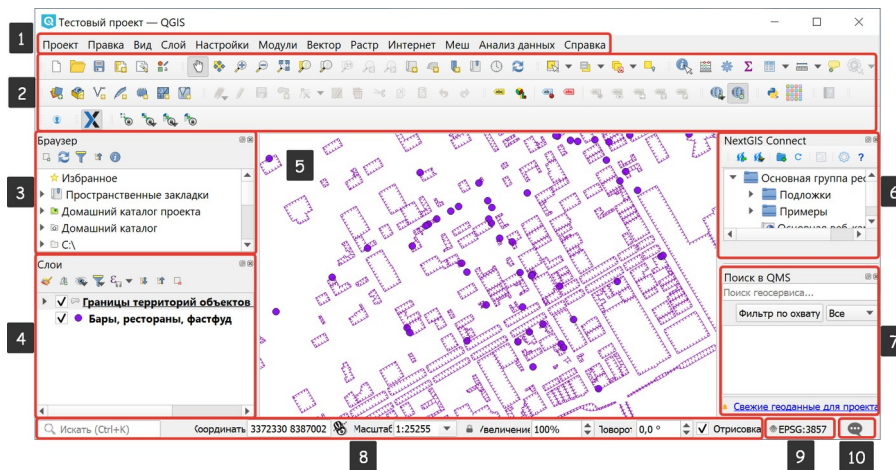 Тестовый проект — QGIS
1
Проект Правка Вид Слой Настройки Модули Вектор Растр Интернет Меш Анализ данных Справка
2
Браузер
Избранное
Пространственные закладки
Домашний каталог проекта
Домашний каталог
C:\
3
Слои
Границы территорий объектов
Бары, рестораны, фастфуд
4
5
NextGIS Connect
Основная группа рес
Подложки
Примеры
6
Поиск в QMS
Поиск геосервиса...
Фильтр по охвату Все
Свежие геоданные для проекта
7
Искать (Ctrl+K) Координать 3372330 8387002 Масштаб 1:25255 величение 100% оворот 0,0 ° Отрисовка EPSG:3857
8 9 10